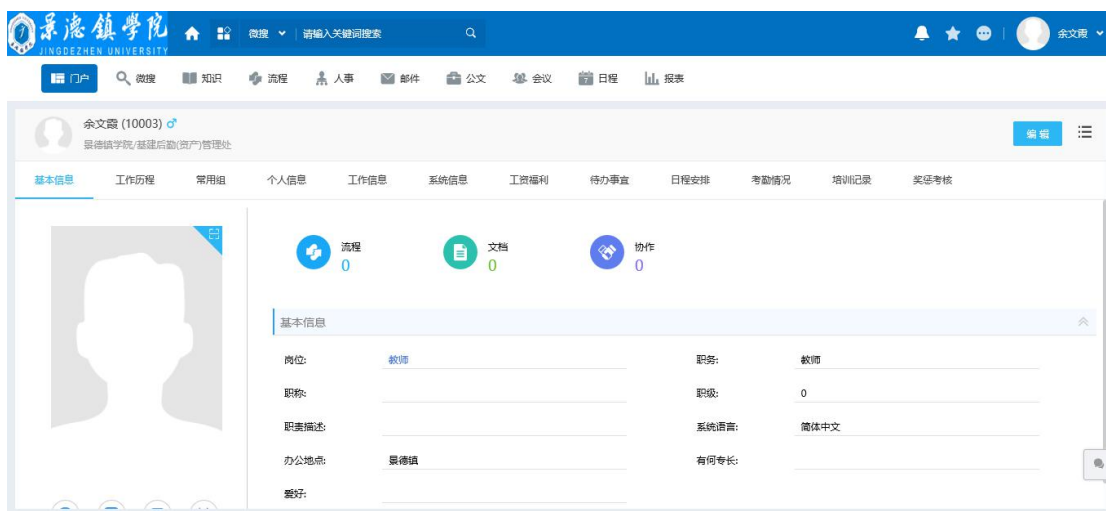 景德鎮學院 微搜 请输入关键词搜索 余文霞
JINGDEZHEN UNIVERSITY
门户 微搜 知识 流程 人事 邮件 公文 会议 日程 报表
余文霞 (10003)
景德镇学院/基建后勤(资产)管理处
编辑
基本信息 工作历程 常用组 个人信息 工作信息 系统信息 工资福利 待办事宜 日程安排 考勤情况 培训记录 奖惩考核
流程 文档 协作
0 0 0
基本信息
岗位: 教师 职务: 教师
职称: 职级: 0
职责描述: 系统语言: 简体中文
办公地点: 景德镇 有何专长:
爱好: